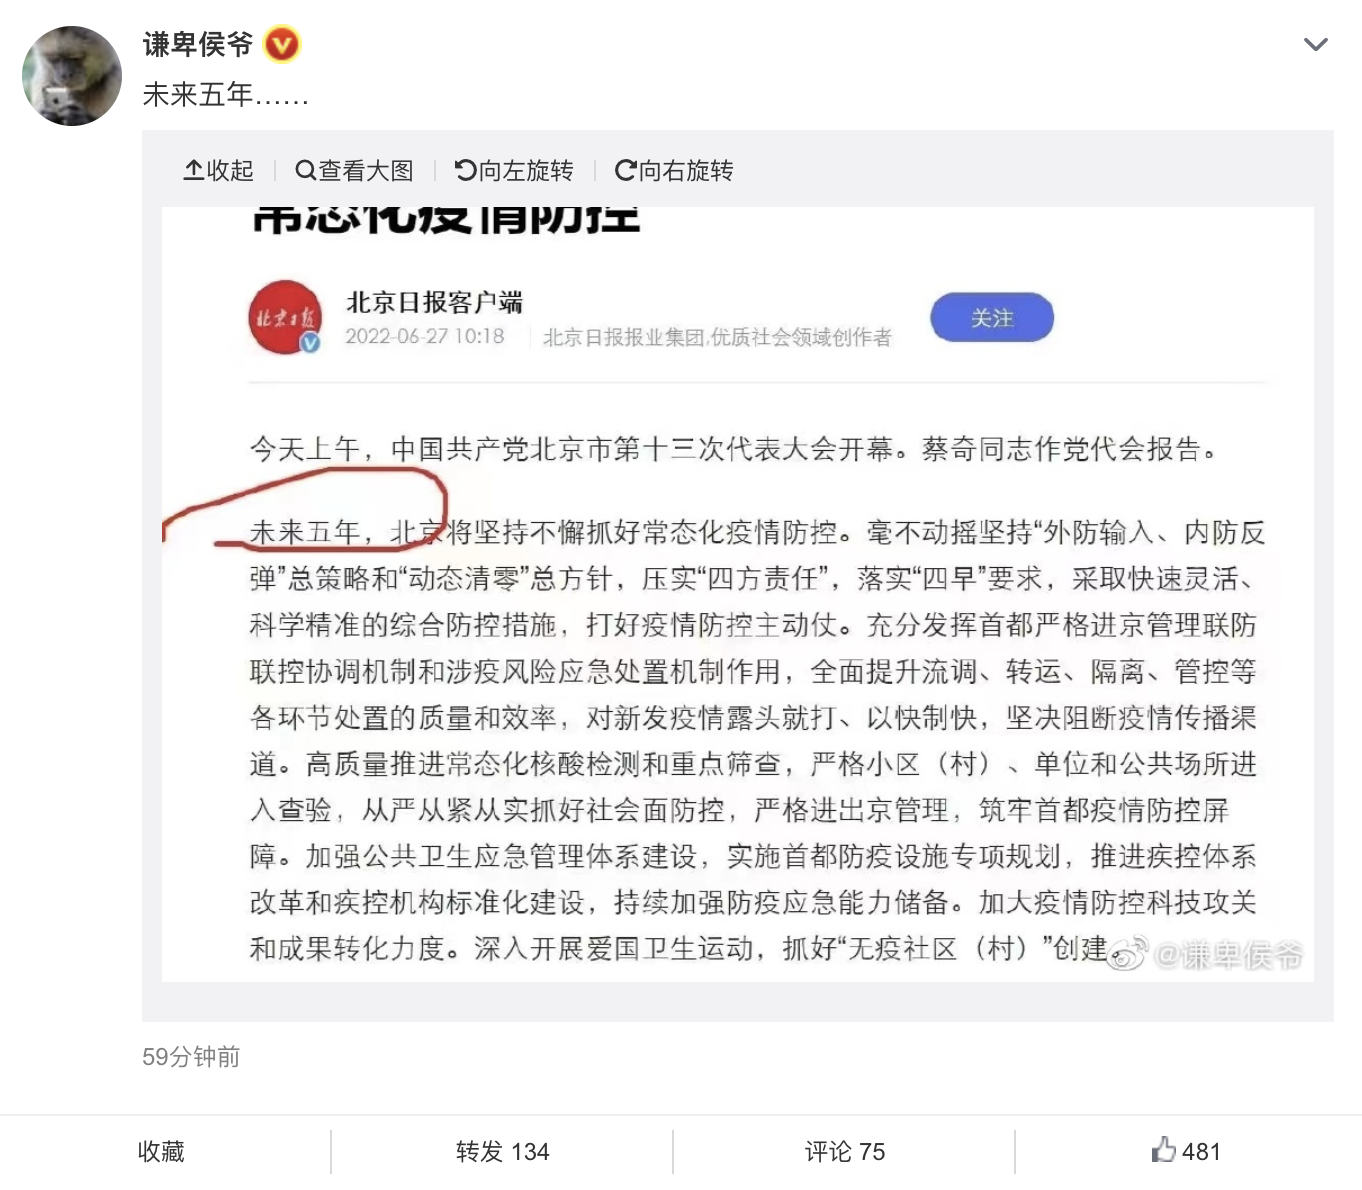 谦卑侯爷
未来五年……
收起
查看大图
向左旋转
向右旋转
常态化疫情防控
北京日报
北京日报客户端
2022-06-27 10:18
北京日报报业集团,优质社会领域创作者
关注
今天上午，中国共产党北京市第十三次代表大会开幕。蔡奇同志作党代会报告。
未来五年，北京将坚持不懈抓好常态化疫情防控。毫不动摇坚持“外防输入、内防反
弹”总策略和“动态清零”总方针，压实“四方责任”，落实“四早”要求，采取快速灵活、
科学精准的综合防控措施，打好疫情防控主动仗。充分发挥首都严格进京管理联防
联控协调机制和涉疫风险应急处置机制作用，全面提升流调、转运、隔离、管控等
各环节处置的质量和效率，对新发疫情露头就打、以快制快，坚决阻断疫情传播渠
道。高质量推进常态化核酸检测和重点筛查，严格小区（村）、单位和公共场所进
入查验，从严从紧从实抓好社会面防控，严格进出京管理，筑牢首都疫情防控屏
障。加强公共卫生应急管理体系建设，实施首都防疫设施专项规划，推进疾控体系
改革和疾控机构标准化建设，持续加强防疫应急能力储备。加大疫情防控科技攻关
和成果转化力度。深入开展爱国卫生运动，抓好“无疫社区（村）”创建。
@谦卑侯爷
59分钟前
收藏
转发 134
评论 75
481